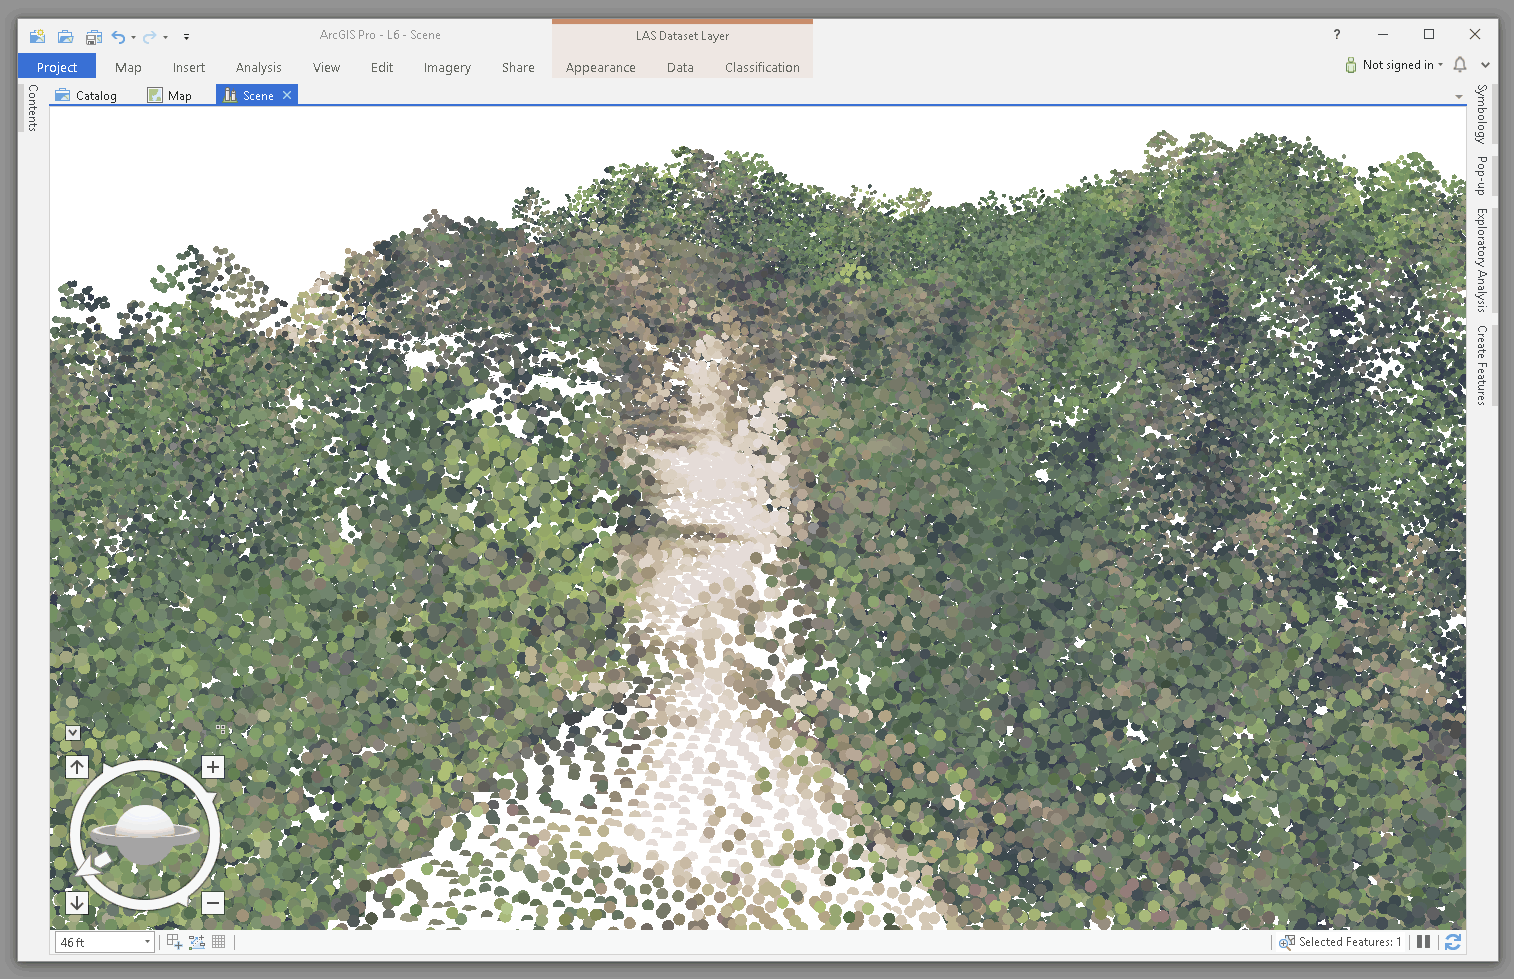 ArcGIS Pro - L6 - Scene
LAS Dataset Layer
?
Project Map Insert Analysis View Edit Imagery Share Appearance Data Classification
Not signed in
Catalog Map Scene
Contents
Symbology
Pop-up
Exploratory Analysis
Create Features
46 ft
Selected Features: 1